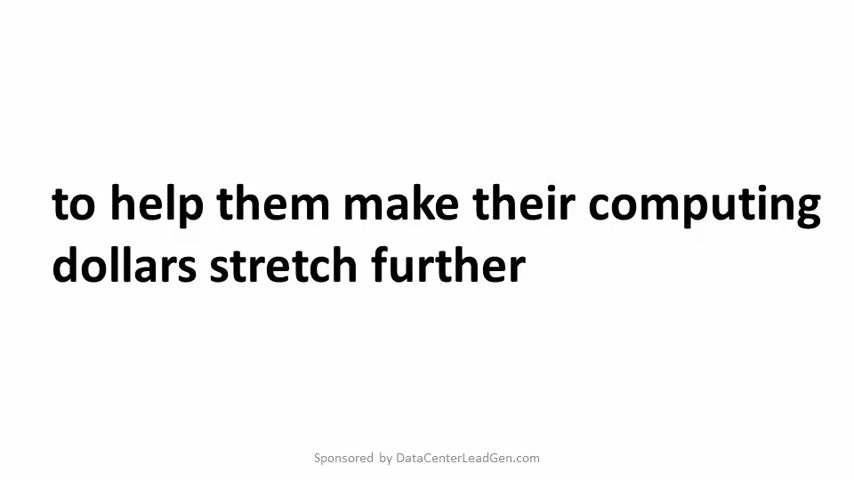 to help them make their computing
dollars stretch further
Sponsored by DataCenterLeadGen.com